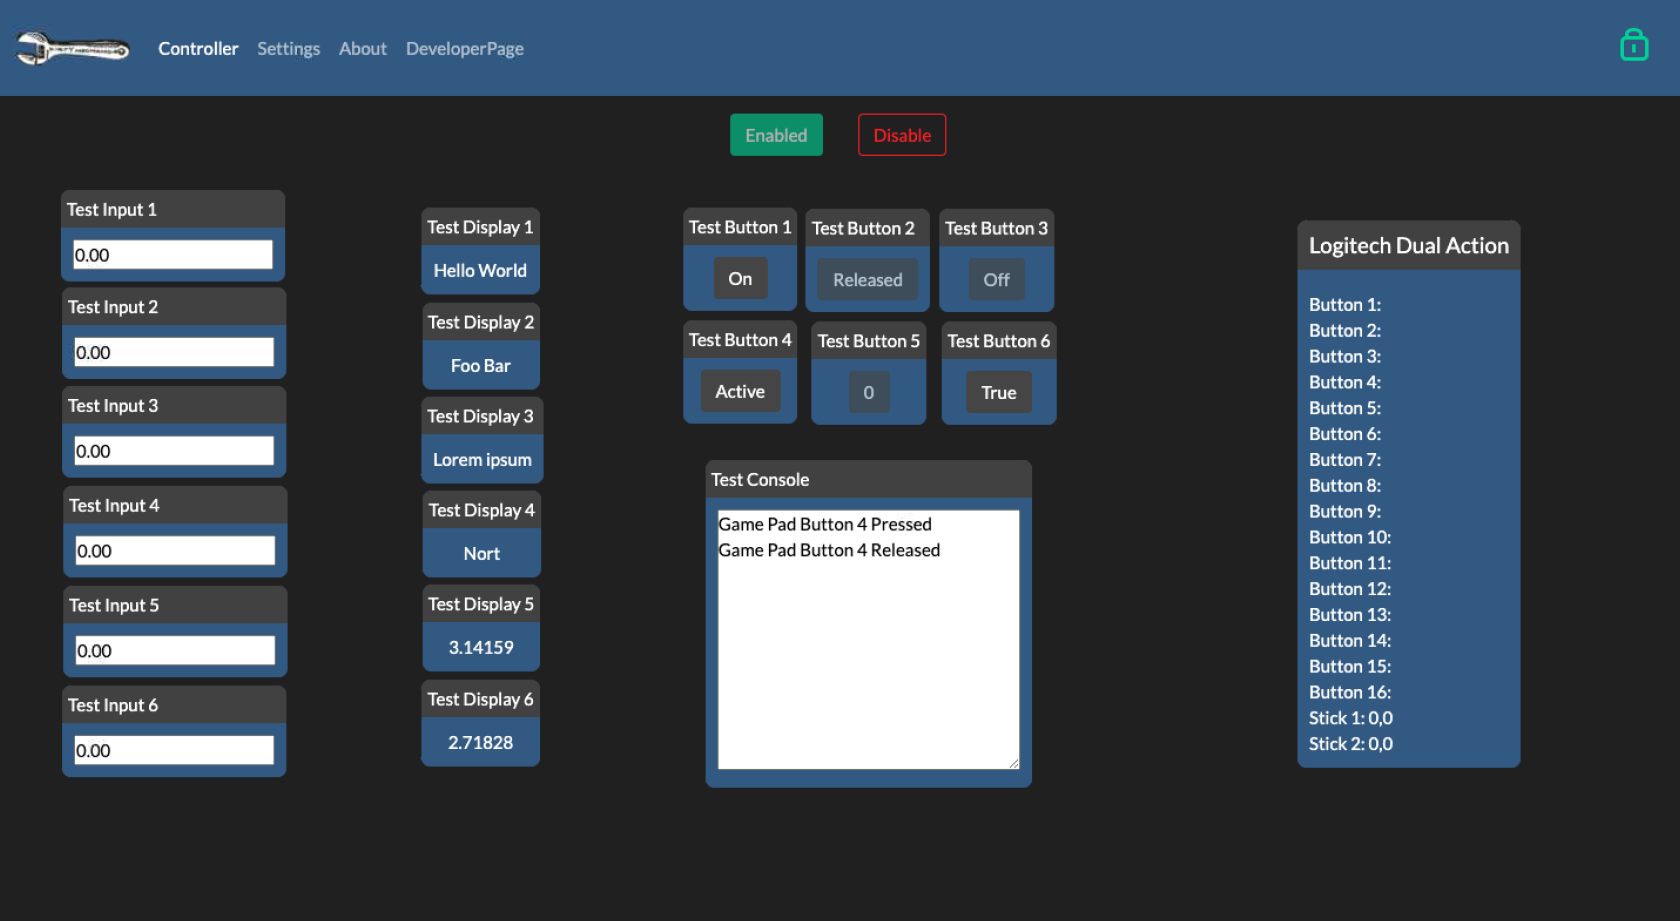 Controller Settings About DeveloperPage
Enabled Disable
Test Input 1
0.00
Test Input 2
0.00
Test Input 3
0.00
Test Input 4
0.00
Test Input 5
0.00
Test Input 6
0.00
Test Display 1
Hello World
Test Display 2
Foo Bar
Test Display 3
Lorem ipsum
Test Display 4
Nort
Test Display 5
3.14159
Test Display 6
2.71828
Test Button 1
On
Test Button 2
Released
Test Button 3
Off
Test Button 4
Active
Test Button 5
0
Test Button 6
True
Test Console
Game Pad Button 4 Pressed
Game Pad Button 4 Released
Logitech Dual Action
Button 1:
Button 2:
Button 3:
Button 4:
Button 5:
Button 6:
Button 7:
Button 8:
Button 9:
Button 10:
Button 11:
Button 12:
Button 13:
Button 14:
Button 15:
Button 16:
Stick 1: 0,0
Stick 2: 0,0